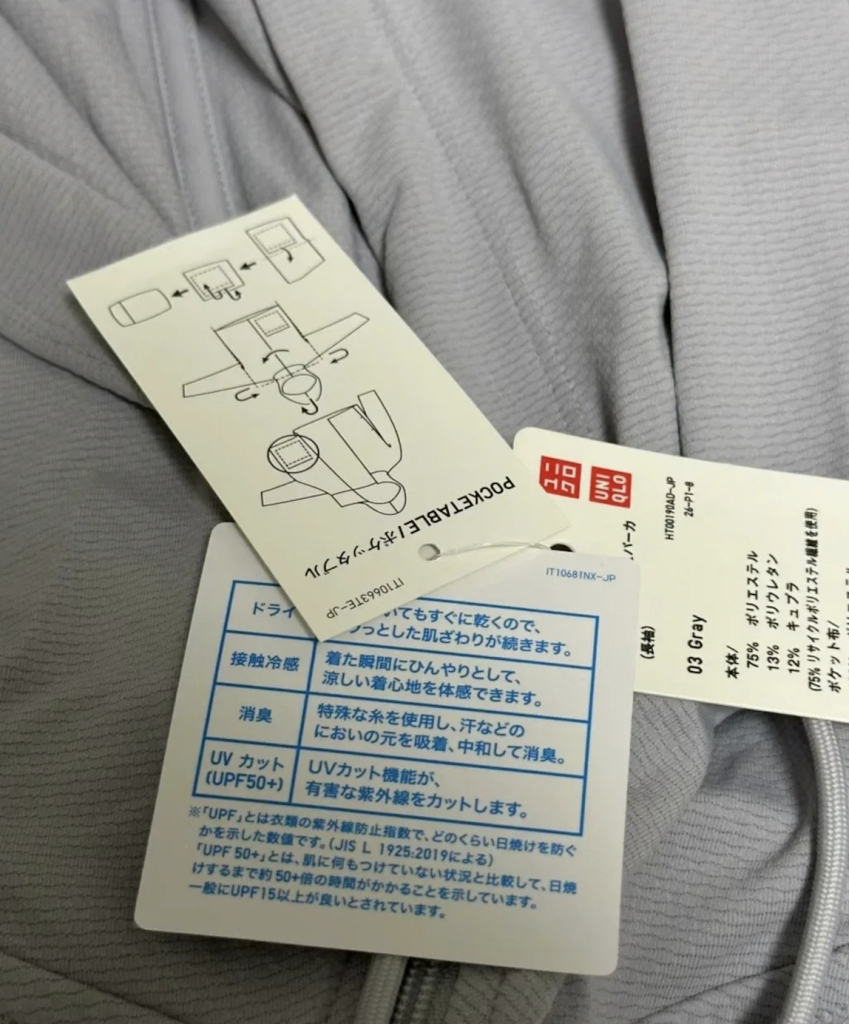 POCKETABLE / ポケッタブル
IT10663TE-JP
ユニ
クロ
UNI
QLO
パーカ
(長袖)
HT00190AD-JP
26-P1-8
03 Gray
本体/
75% ポリエステル
13% ポリウレタン
12% キュプラ
(75% リサイクルポリエステル繊維を使用)
ポケット布/
IT10681NX-JP
ドライ
いてもすぐに乾くので、
っとした肌ざわりが続きます。
接触冷感
着た瞬間にひんやりとして、
涼しい着心地を体感できます。
消臭
特殊な糸を使用し、汗などの
においの元を吸着、中和して消臭。
UV カット
(UPF50+)
UVカット機能が、
有害な紫外線をカットします。
※「UPF」とは衣類の紫外線防止指数で、どのくらい日焼けを防ぐ
かを示した数値です。(JIS L 1925:2019による)
「UPF 50+」とは、肌に何もつけていない状況と比較して、日焼
けするまで約50+倍の時間がかかることを示しています。
一般にUPF15以上が良いとされています。